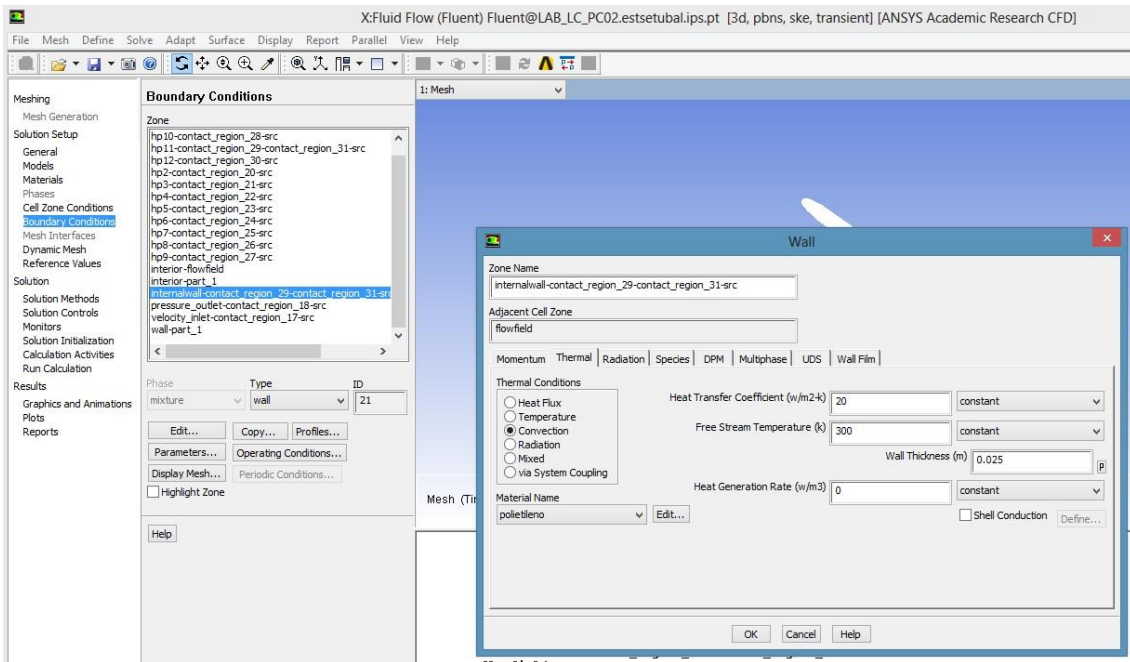 X:Fluid Flow (Fluent) Fluent@LAB_LC_PC02.estsetubal.ips.pt [3d, pbns, ske, transient] [ANSYS Academic Research CFD]
File Mesh Define Solve Adapt Surface Display Report Parallel View Help
Meshing
Mesh Generation
Solution Setup
General
Models
Materials
Phases
Cell Zone Conditions
Boundary Conditions
Mesh Interfaces
Dynamic Mesh
Reference Values
Solution
Solution Methods
Solution Controls
Monitors
Solution Initialization
Calculation Activities
Run Calculation
Results
Graphics and Animations
Plots
Reports
Boundary Conditions
Zone
hp10-contact_region_28-src
hp11-contact_region_29-contact_region_31-src
hp12-contact_region_30-src
hp2-contact_region_20-src
hp3-contact_region_21-src
hp4-contact_region_22-src
hp5-contact_region_23-src
hp6-contact_region_24-src
hp7-contact_region_25-src
hp8-contact_region_26-src
hp9-contact_region_27-src
interior-flowfield
interior-part_1
internalwall-contact_region_29-contact_region_31-src
pressure_outlet-contact_region_18-src
velocity_inlet-contact_region_17-src
wall-part_1
Phase Type ID
mixture wall 21
Edit... Copy... Profiles...
Parameters... Operating Conditions...
Display Mesh... Periodic Conditions...
Highlight Zone
Help
1: Mesh
Mesh (Ti
Wall
Zone Name
internalwall-contact_region_29-contact_region_31-src
Adjacent Cell Zone
flowfield
Momentum Thermal Radiation Species DPM Multiphase UDS Wall Film
Thermal Conditions
Heat Flux
Temperature
Convection
Radiation
Mixed
via System Coupling
Material Name
polietileno Edit...
Heat Transfer Coefficient (w/m2-k) 20 constant
Free Stream Temperature (k) 300 constant
Wall Thickness (m) 0.025 P
Heat Generation Rate (w/m3) 0 constant
Shell Conduction Define...
OK Cancel Help